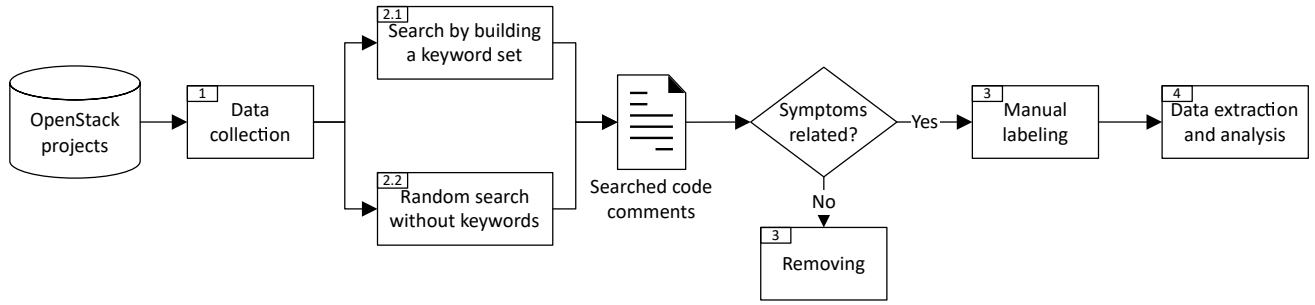 OpenStack
projects
1
Data
collection
2.1
Search by building
a keyword set
2.2
Random search
without keywords
Searched code
comments
Symptoms
related?
Yes
No
3
Manual
labeling
3
Removing
4
Data extraction
and analysis